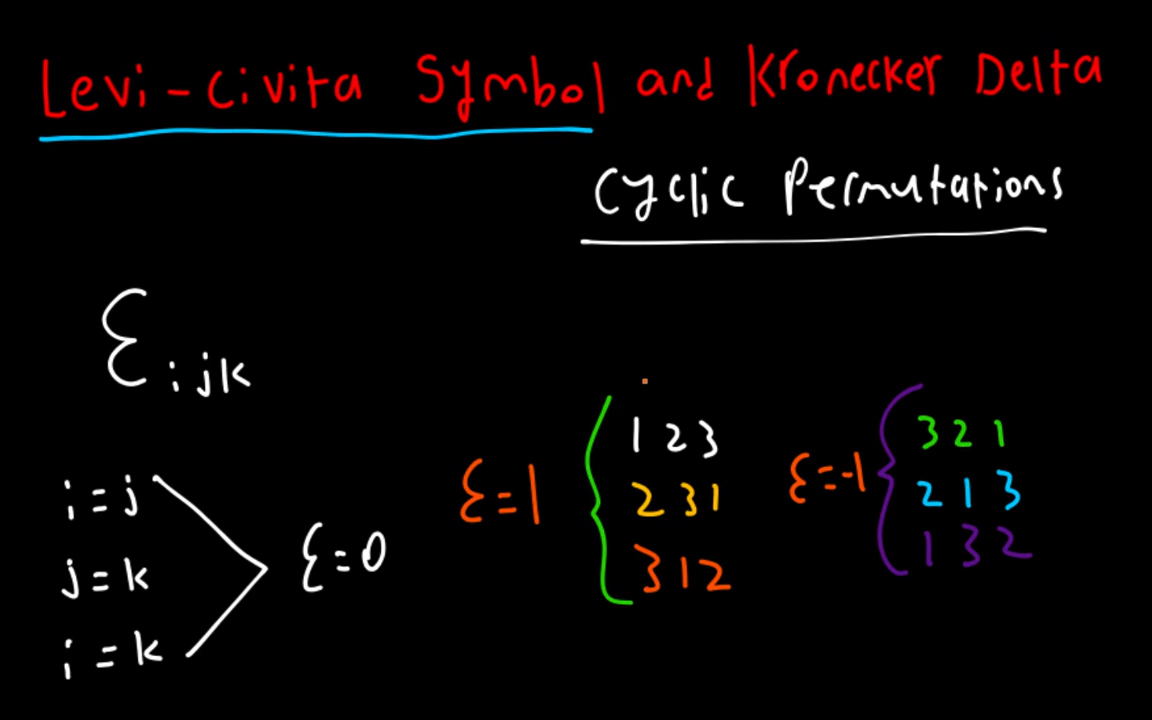 Levi-Civita Symbol and Kronecker Delta
Cyclic Permutations
ε ijk
i = j
j = k
i = k
ε = 0
ε = 1
1 2 3
2 3 1
3 1 2
ε = -1
3 2 1
2 1 3
1 3 2